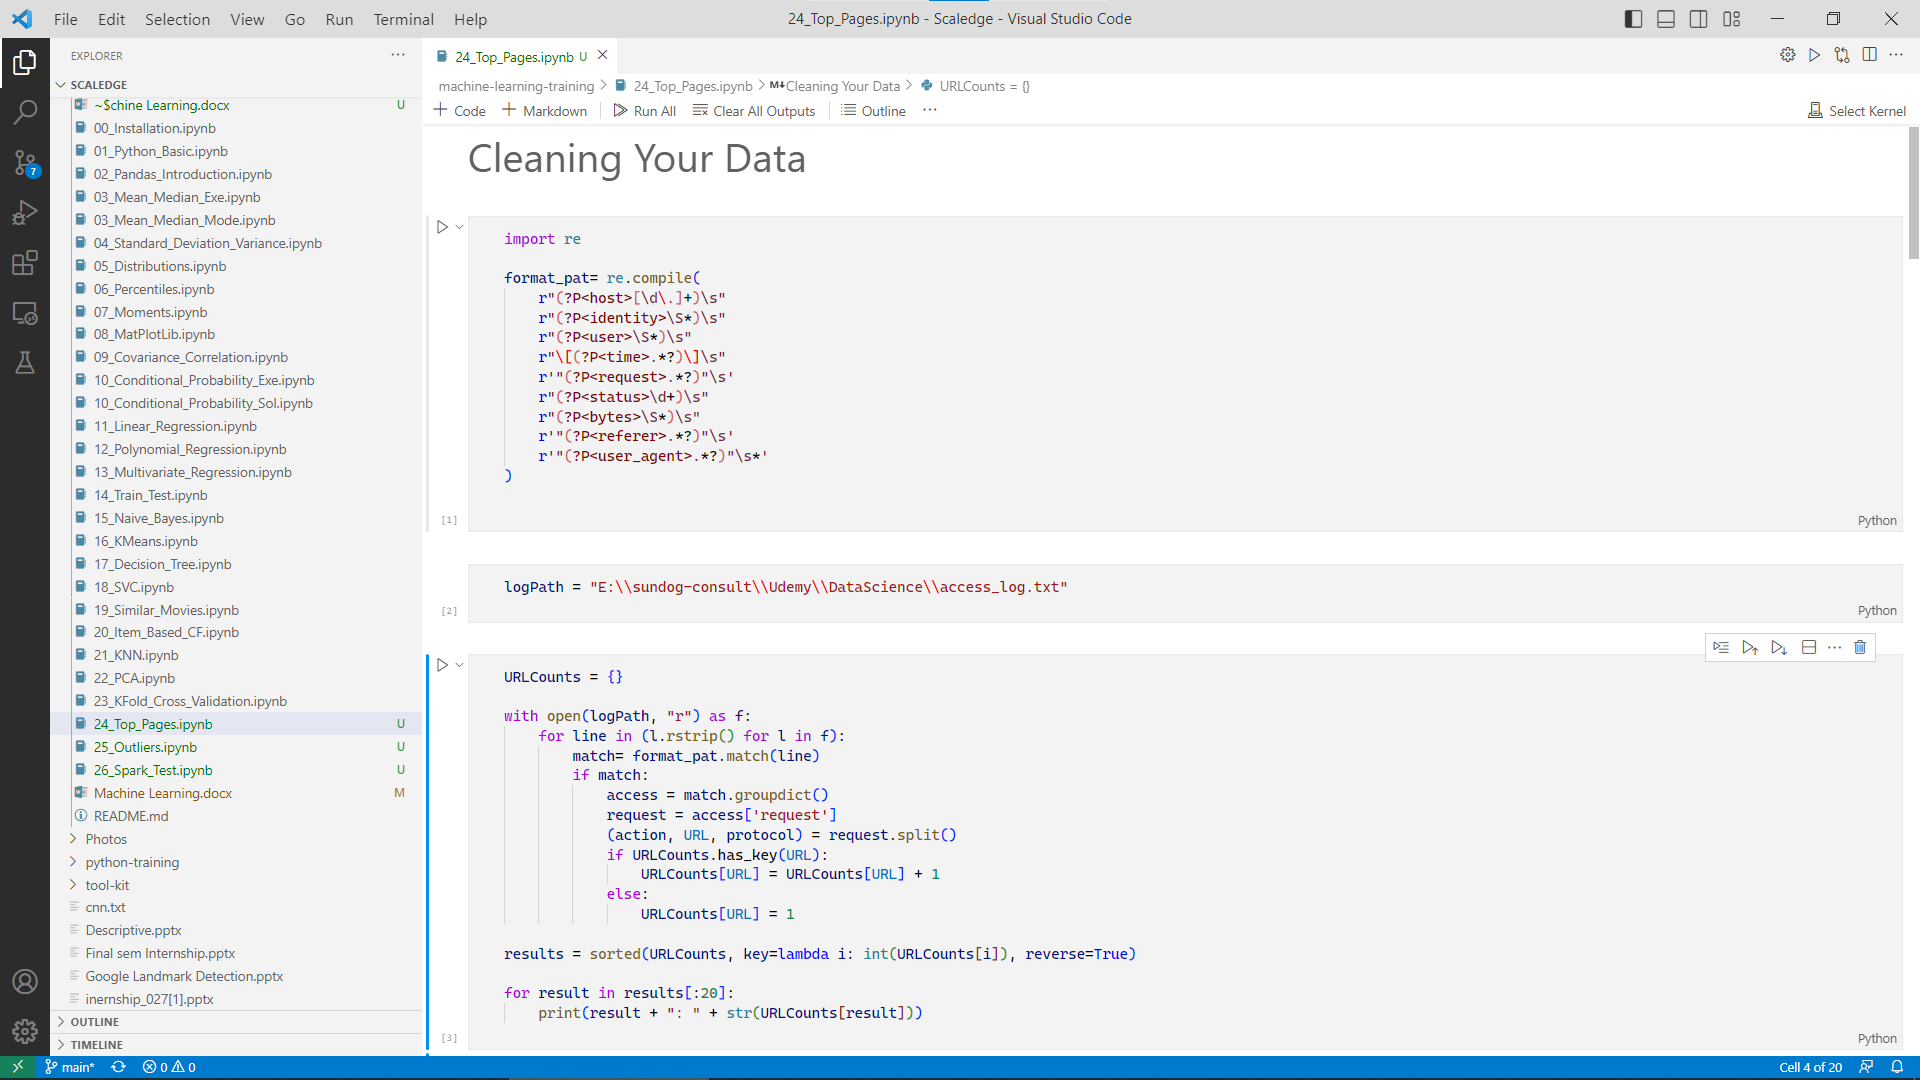 File Edit Selection View Go Run Terminal Help
24_Top_Pages.ipynb - Scaledge - Visual Studio Code
EXPLORER
SCALEDGE
~$chine Learning.docx U
00_Installation.ipynb
01_Python_Basic.ipynb
02_Pandas_Introduction.ipynb
03_Mean_Median_Exe.ipynb
03_Mean_Median_Mode.ipynb
04_Standard_Deviation_Variance.ipynb
05_Distributions.ipynb
06_Percentiles.ipynb
07_Moments.ipynb
08_MatPlotLib.ipynb
09_Covariance_Correlation.ipynb
10_Conditional_Probability_Exe.ipynb
10_Conditional_Probability_Sol.ipynb
11_Linear_Regression.ipynb
12_Polynomial_Regression.ipynb
13_Multivariate_Regression.ipynb
14_Train_Test.ipynb
15_Naive_Bayes.ipynb
16_KMeans.ipynb
17_Decision_Tree.ipynb
18_SVC.ipynb
19_Similar_Movies.ipynb
20_Item_Based_CF.ipynb
21_KNN.ipynb
22_PCA.ipynb
23_KFold_Cross_Validation.ipynb
24_Top_Pages.ipynb U
25_Outliers.ipynb U
26_Spark_Test.ipynb U
Machine Learning.docx M
README.md
Photos
python-training
tool-kit
cnn.txt
Descriptive.pptx
Final sem Internship.pptx
Google Landmark Detection.pptx
inernship_027[1].pptx
OUTLINE
TIMELINE
7
24_Top_Pages.ipynb U
machine-learning-training > 24_Top_Pages.ipynb > M↓Cleaning Your Data > URLCounts = {}
Code Markdown Run All Clear All Outputs Outline ··· Select Kernel
Cleaning Your Data
import re
format_pat= re.compile(
r"(?P<host>[\d\.]+)\s"
r"(?P<identity>\S*)\s"
r"(?P<user>\S*)\s"
r"\[(?P<time>.*?)\]\s"
r'"(?P<request>.*?)"\s'
r"(?P<status>\d+)\s"
r"(?P<bytes>\S*)\s"
r'"(?P<referer>.*?)"\s'
r'"(?P<user_agent>.*?)"\s*'
)
[1] Python
logPath = "E:\\sundog-consult\\Udemy\\DataScience\\access_log.txt"
[2] Python
URLCounts = {}
with open(logPath, "r") as f:
for line in (l.rstrip() for l in f):
match= format_pat.match(line)
if match:
access = match.groupdict()
request = access['request']
(action, URL, protocol) = request.split()
if URLCounts.has_key(URL):
URLCounts[URL] = URLCounts[URL] + 1
else:
URLCounts[URL] = 1
results = sorted(URLCounts, key=lambda i: int(URLCounts[i]), reverse=True)
for result in results[:20]:
print(result + ": " + str(URLCounts[result]))
[3] Python
main* 0 0 Cell 4 of 20